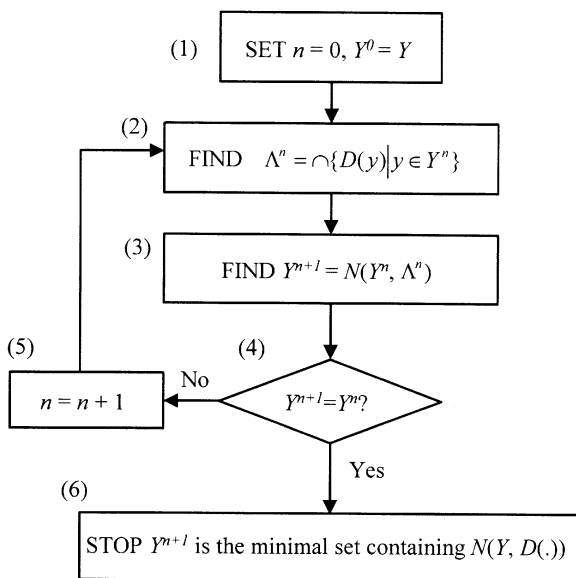 (1)
SET n = 0, Y⁰ = Y
(2)
FIND Λⁿ = ∩{D(y)|y ∈ Yⁿ}
(3)
FIND Yⁿ⁺¹ = N(Yⁿ, Λⁿ)
(4)
Yⁿ⁺¹=Yⁿ?
(5)
No
n = n + 1
Yes
(6)
STOP Yⁿ⁺¹ is the minimal set containing N(Y, D(.))